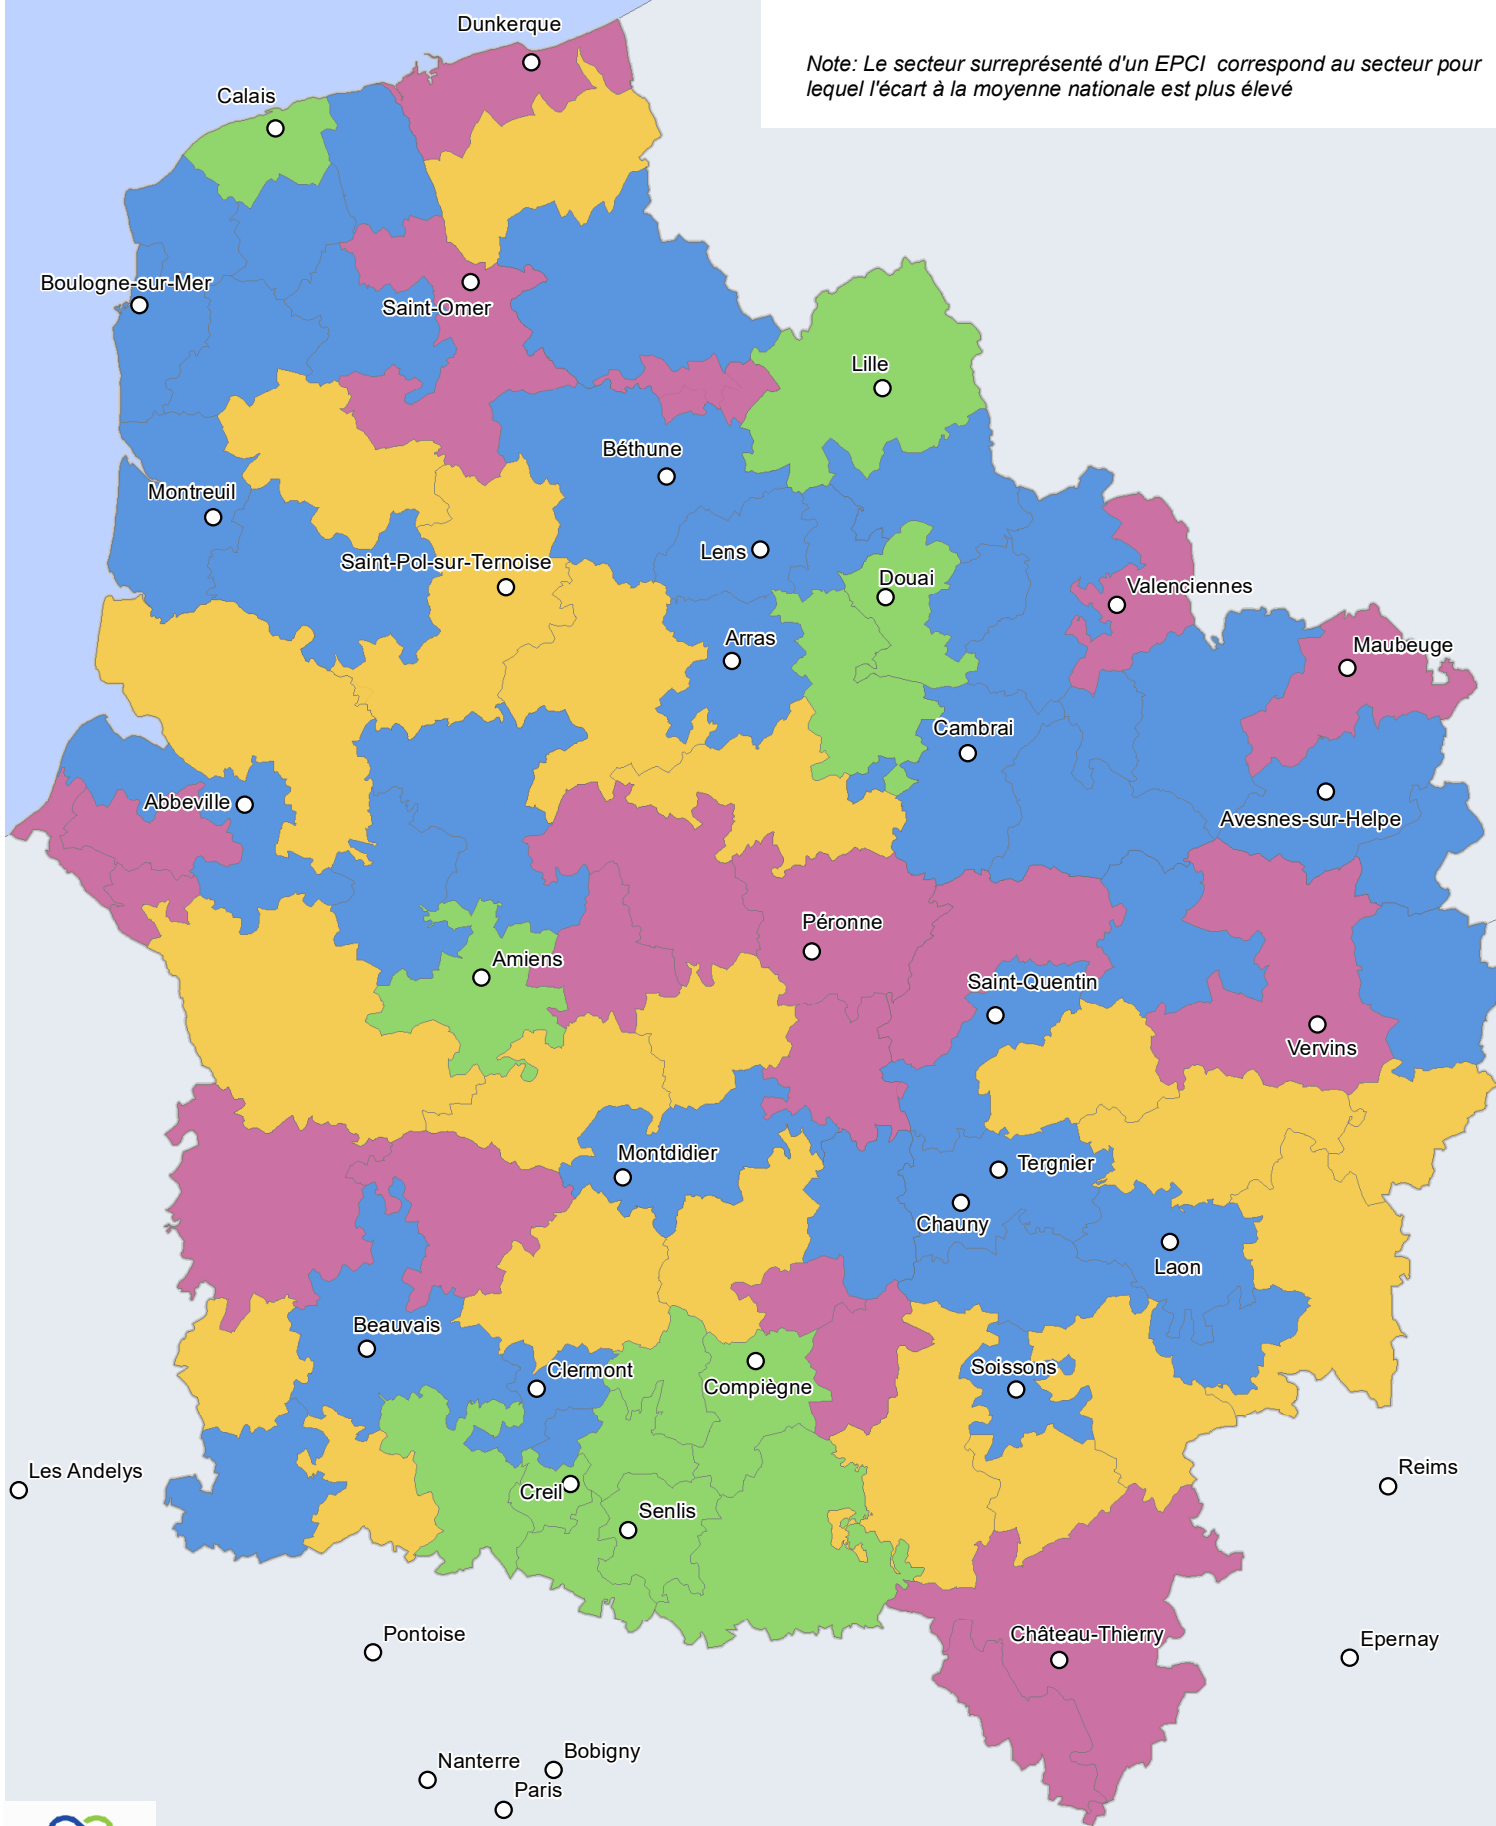 Dunkerque
Note: Le secteur surreprésenté d'un EPCI correspond au secteur pour
lequel l'écart à la moyenne nationale est plus élevé
Calais
Boulogne-sur-Mer
Saint-Omer
Lille
Béthune
Montreuil
Lens
Saint-Pol-sur-Ternoise
Douai
Valenciennes
Arras
Maubeuge
Cambrai
Abbeville
Avesnes-sur-Helpe
Péronne
Amiens
Saint-Quentin
Vervins
Montdidier
Tergnier
Chauny
Laon
Beauvais
Clermont
Soissons
Compiègne
Les Andelys
Reims
Creil
Senlis
Pontoise
Château-Thierry
Epernay
Nanterre
Bobigny
Paris